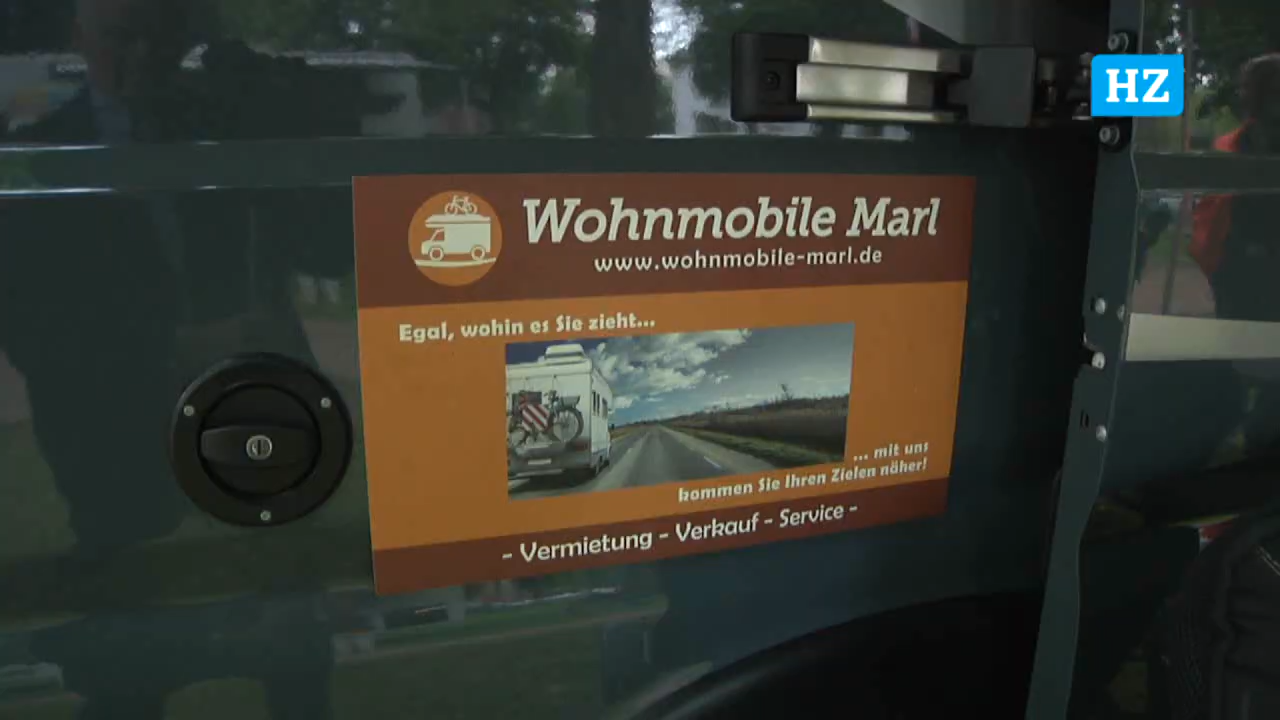 HZ
Wohnmobile Marl
www.wohnmobile-marl.de
Egal, wohin es Sie zieht...
... mit uns
kommen Sie Ihren Zielen näher!
- Vermietung - Verkauf - Service -